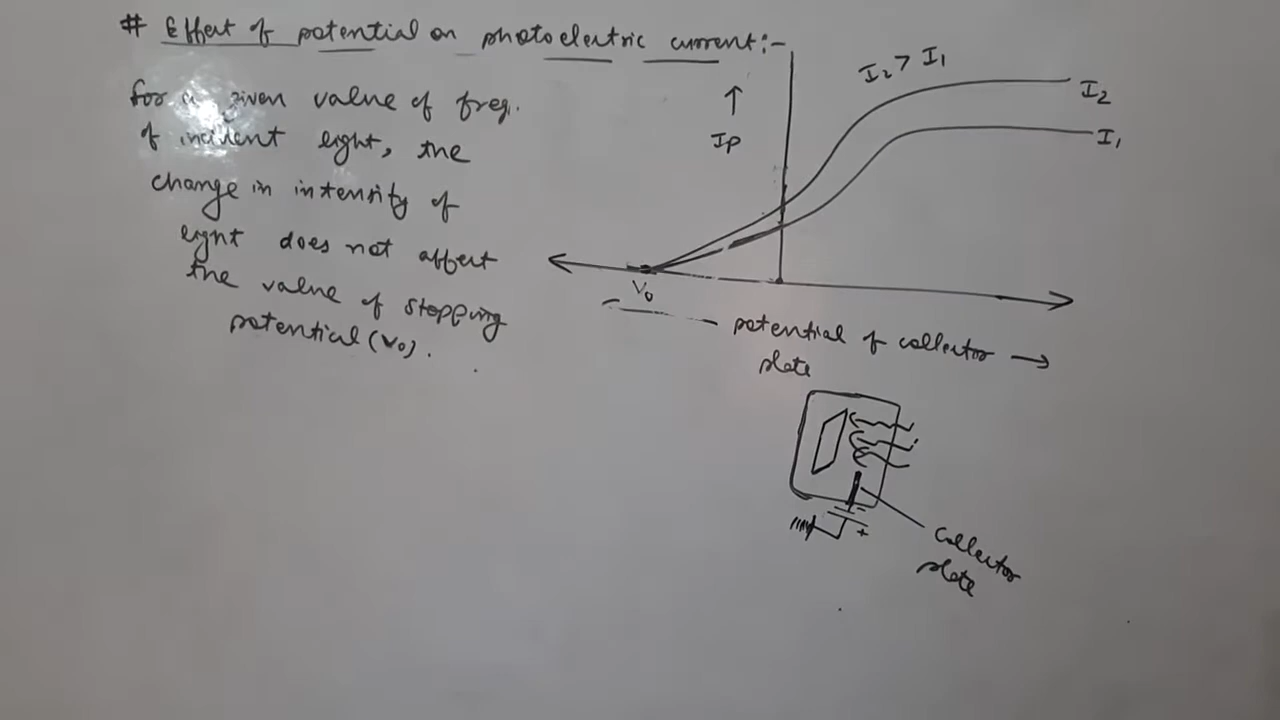 # Effect of potential on photoelectric current:-
for a given value of freq.
of incident light, the
change in intensity of
light does not affect
the value of stopping
potential (V0).
I2 > I1
I2
I1
↑
IP
V0
potential of collector →
plate
+
collector
plate